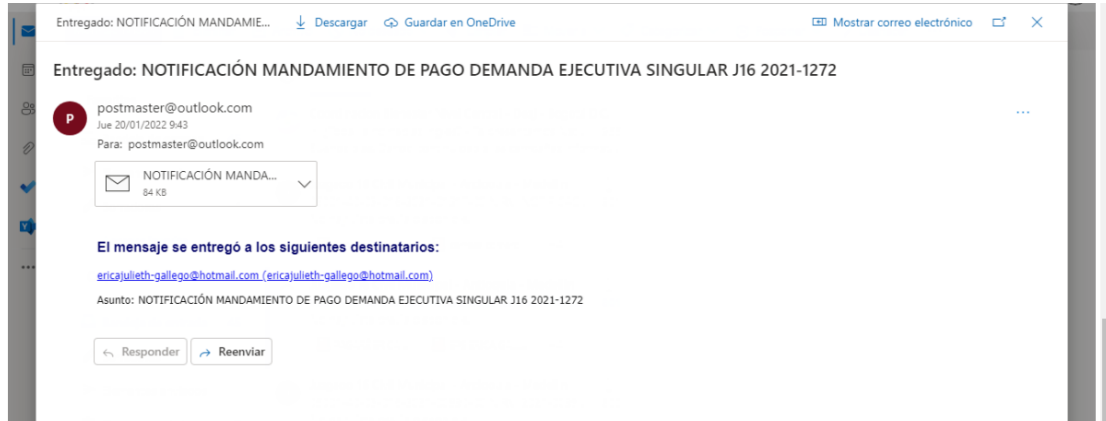 Entregado: NOTIFICACIÓN MANDAMIE... Descargar Guardar en OneDrive Mostrar correo electrónico
Entregado: NOTIFICACIÓN MANDAMIENTO DE PAGO DEMANDA EJECUTIVA SINGULAR J16 2021-1272
P
postmaster@outlook.com
Jue 20/01/2022 9:43
Para: postmaster@outlook.com
NOTIFICACIÓN MANDA...
84 KB
El mensaje se entregó a los siguientes destinatarios:
ericajulieth-gallego@hotmail.com (ericajulieth-gallego@hotmail.com)
Asunto: NOTIFICACIÓN MANDAMIENTO DE PAGO DEMANDA EJECUTIVA SINGULAR J16 2021-1272
Responder Reenviar